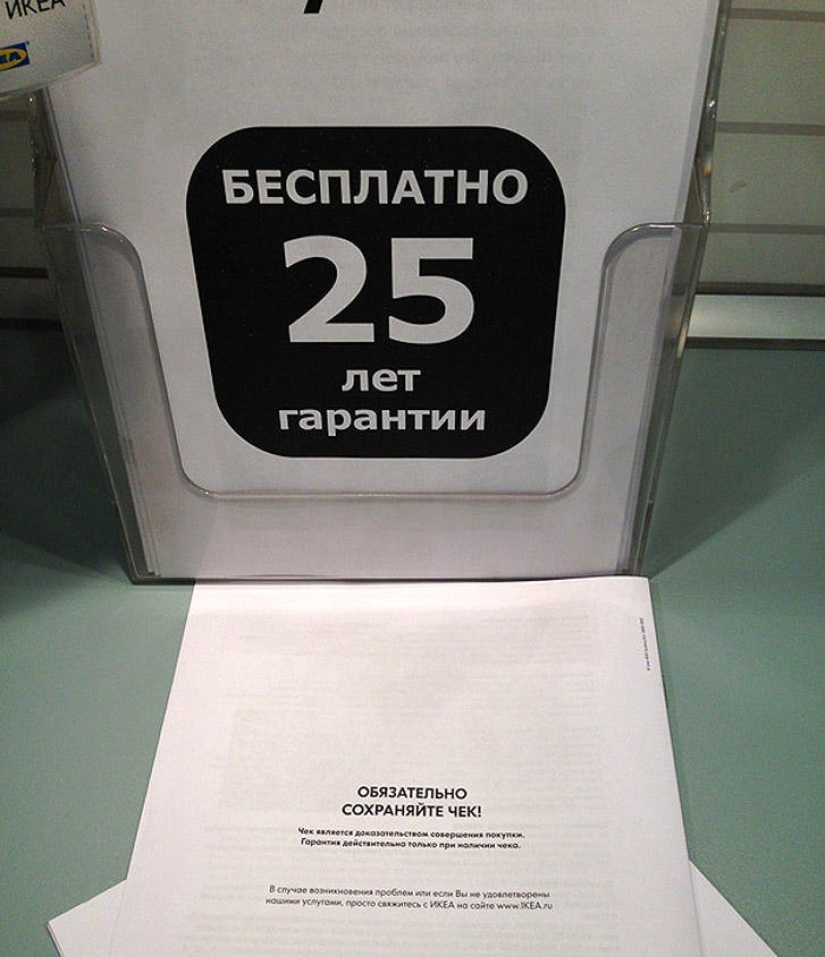 ИКЕА
БЕСПЛАТНО
25
лет
гарантии
ОБЯЗАТЕЛЬНО
СОХРАНЯЙТЕ ЧЕК!
Чек является доказательством совершения покупки.
Гарантия действительна только при наличии чека.
В случае возникновения проблем или если Вы не удовлетворены
нашими услугами, просто свяжитесь с ИКЕА на сайте www.IKEA.ru